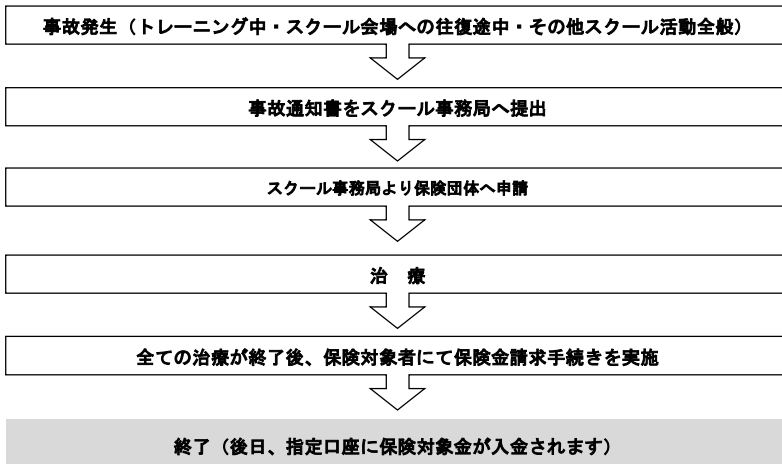 事故発生（トレーニング中・スクール会場への往復途中・その他スクール活動全般）
事故通知書をスクール事務局へ提出
スクール事務局より保険団体へ申請
治　療
全ての治療が終了後、保険対象者にて保険金請求手続きを実施
終了（後日、指定口座に保険対象金が入金されます）